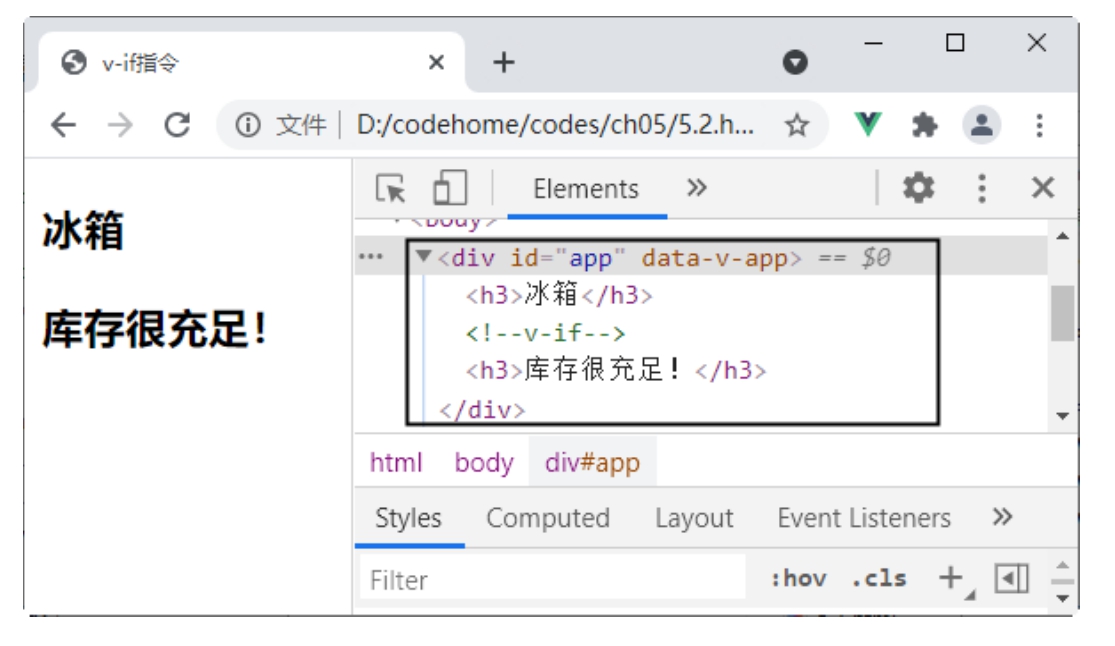 v-if指令
文件 D:/codehome/codes/ch05/5.2.h...
冰箱
库存很充足！
Elements
<body>
<div id="app" data-v-app> == $0
<h3>冰箱</h3>
<!--v-if-->
<h3>库存很充足！</h3>
</div>
html body div#app
Styles Computed Layout Event Listeners
Filter :hov .cls